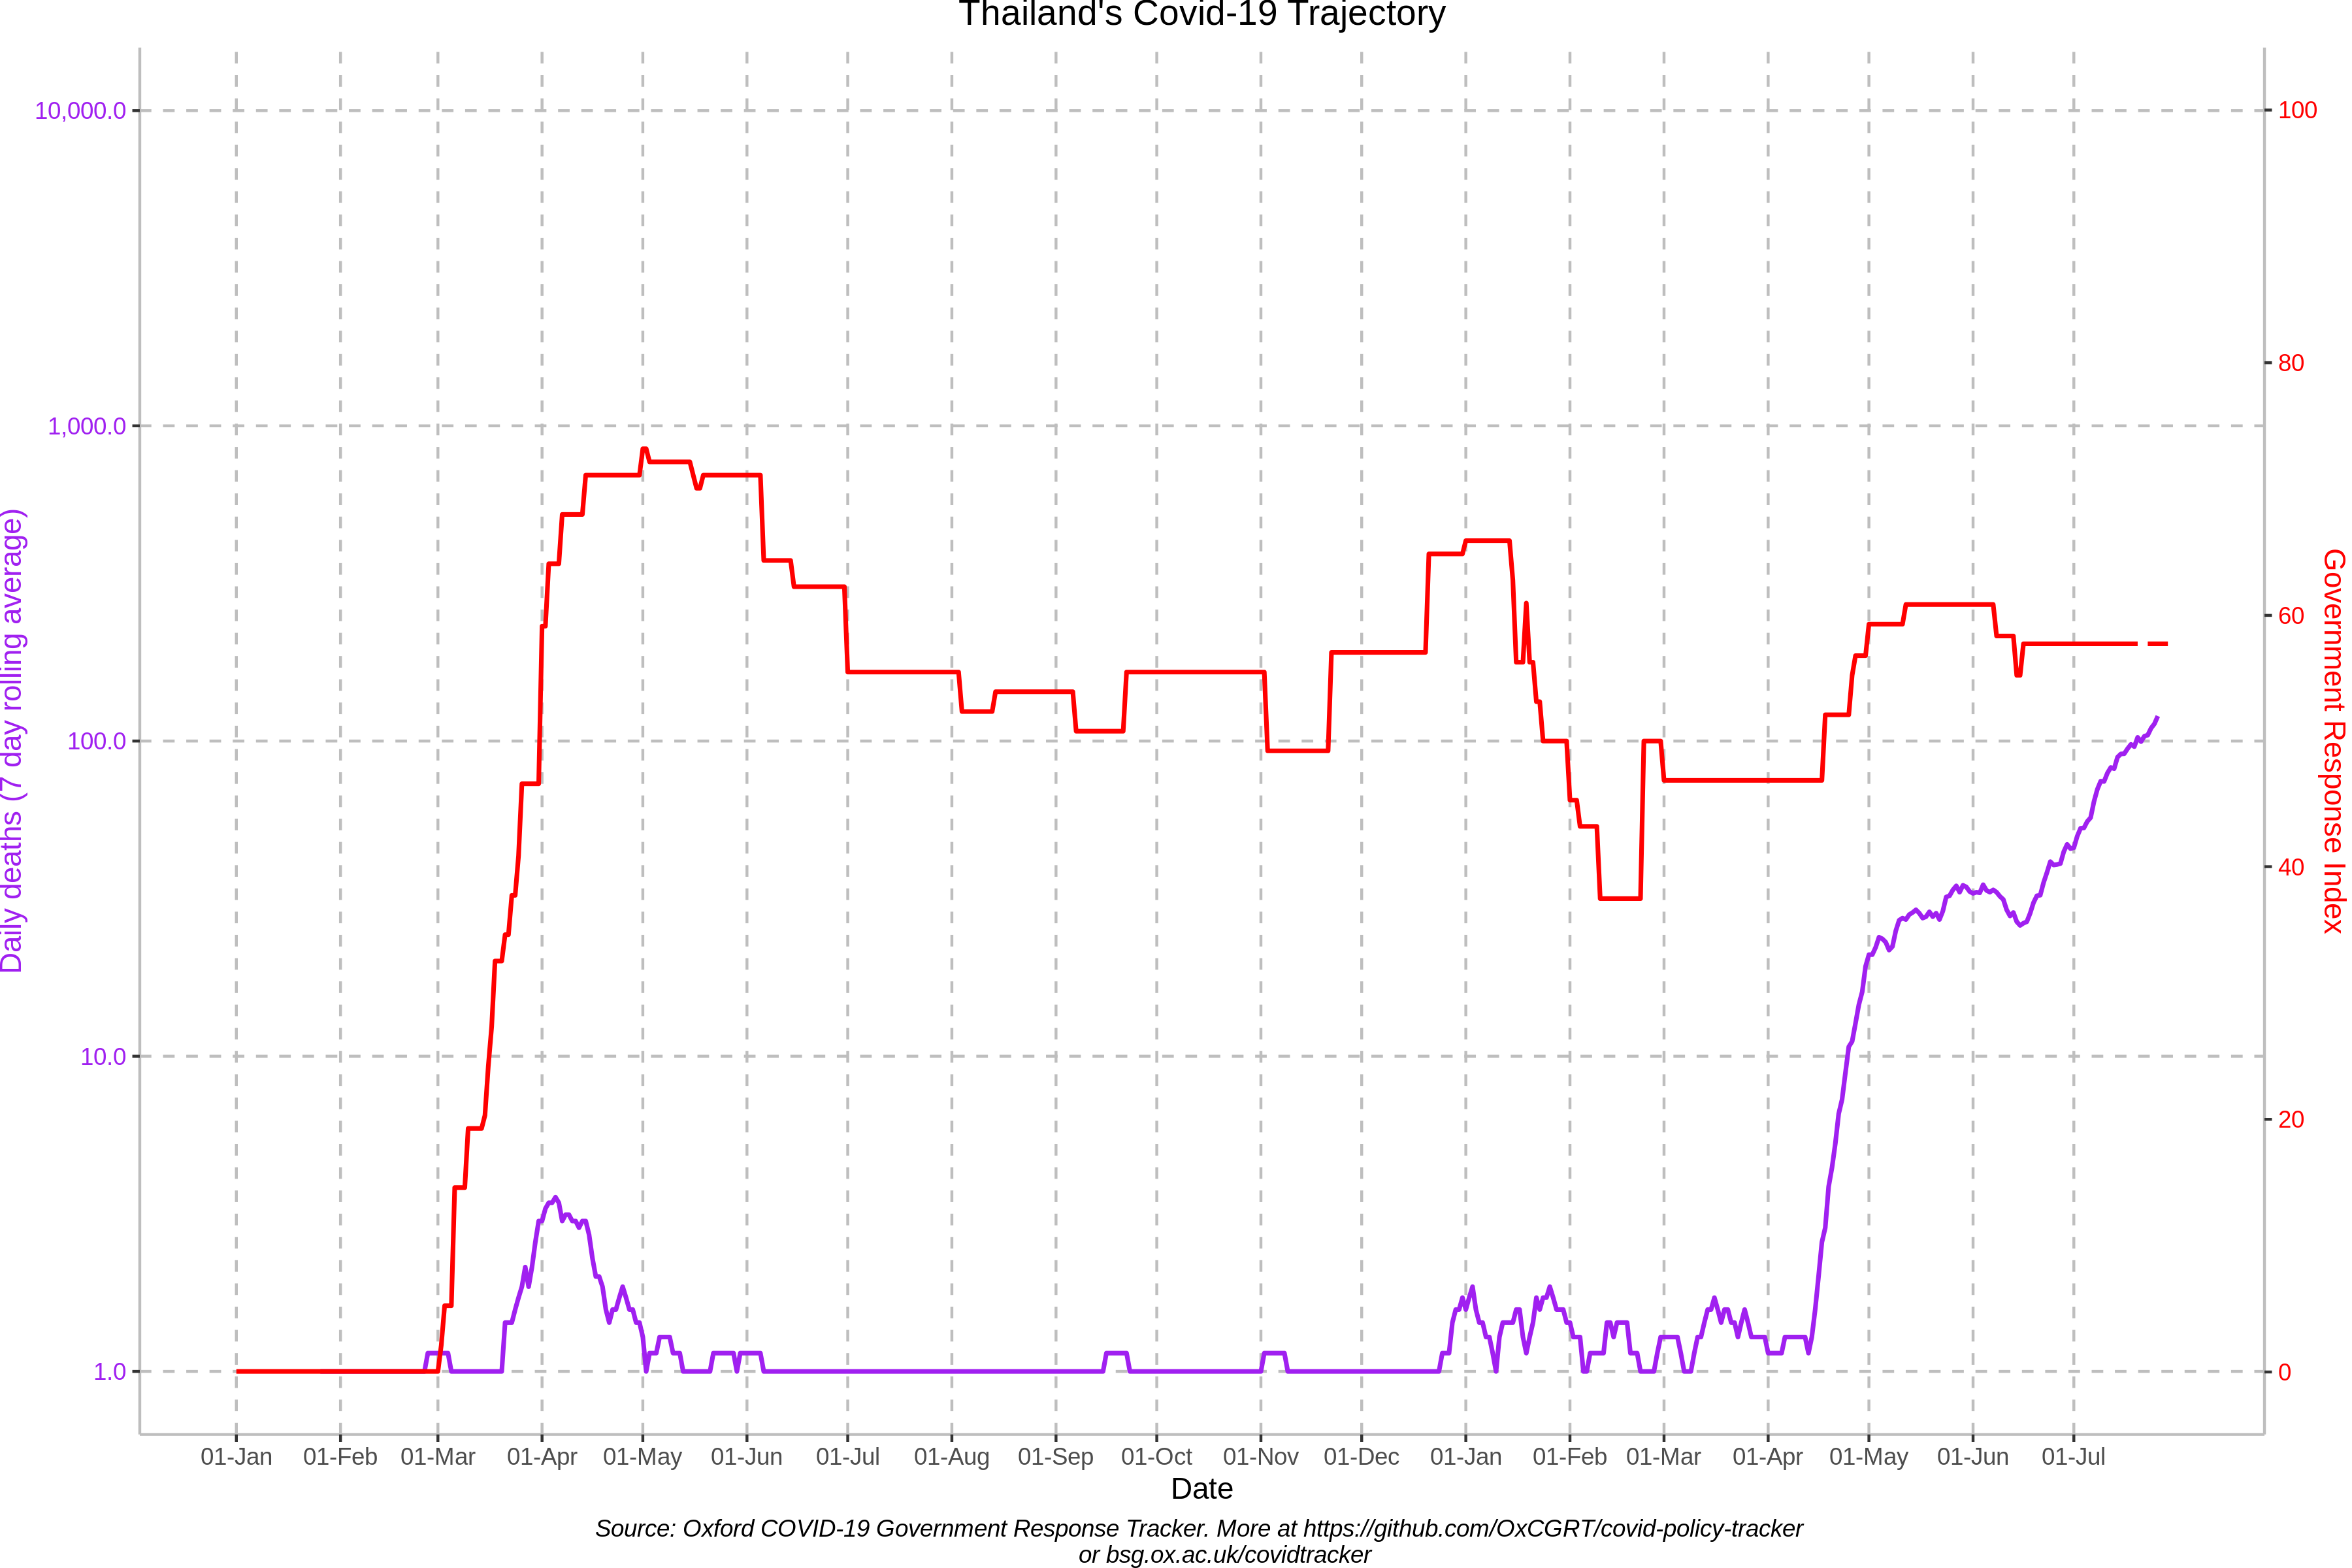 Thailand's Covid-19 Trajectory
10,000.0
1,000.0
100.0
10.0
1.0
Daily deaths (7 day rolling average)
100
80
60
40
20
0
Government Response Index
01-Jan 01-Feb 01-Mar 01-Apr 01-May 01-Jun 01-Jul 01-Aug 01-Sep 01-Oct 01-Nov 01-Dec 01-Jan 01-Feb 01-Mar 01-Apr 01-May 01-Jun 01-Jul
Date
Source: Oxford COVID-19 Government Response Tracker. More at https://github.com/OxCGRT/covid-policy-tracker
or bsg.ox.ac.uk/covidtracker